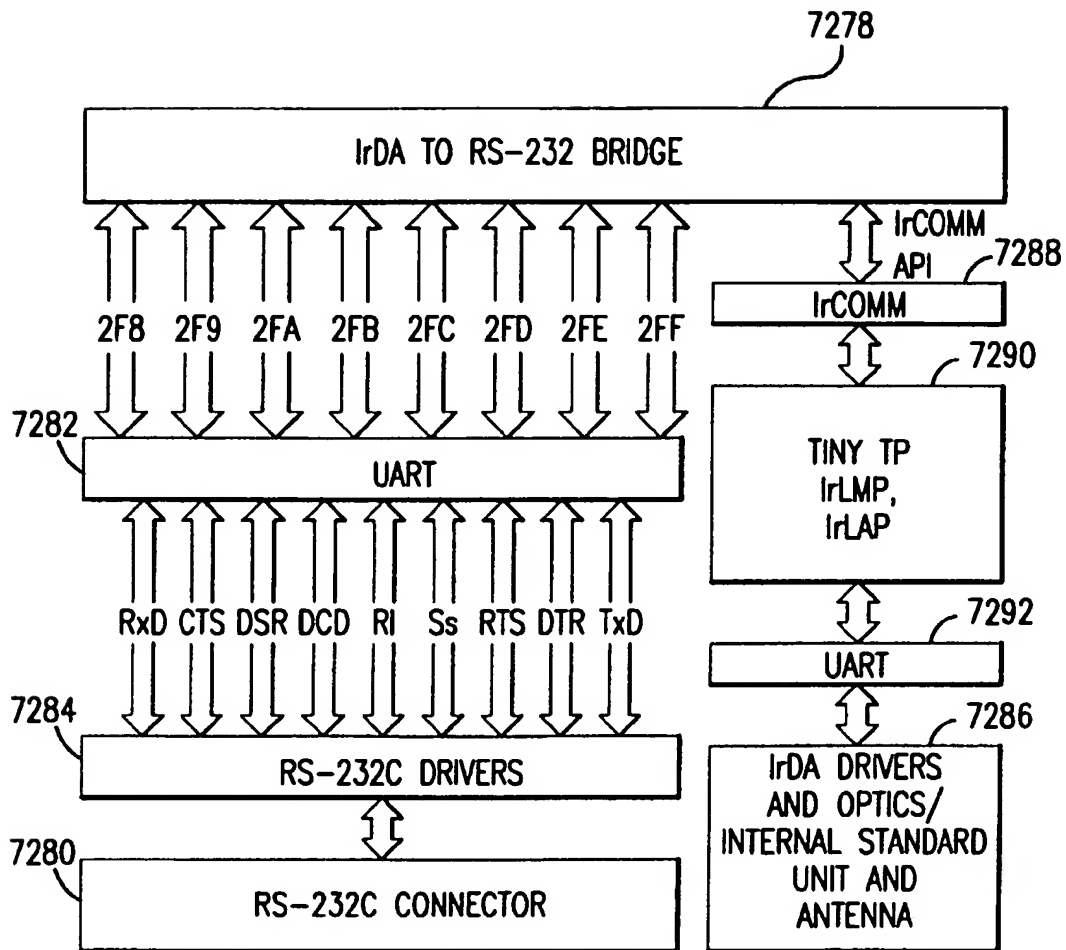 7278
IrDA TO RS-232 BRIDGE
IrCOMM
API
7288
IrCOMM
2F8 2F9 2FA 2FB 2FC 2FD 2FE 2FF
7290
TINY TP
IrLMP,
IrLAP
7282
UART
RxD CTS DSR DCD RI Ss RTS DTR TxD
7292
UART
7284
RS-232C DRIVERS
7286
IrDA DRIVERS
AND OPTICS/
INTERNAL STANDARD
UNIT AND
ANTENNA
7280
RS-232C CONNECTOR